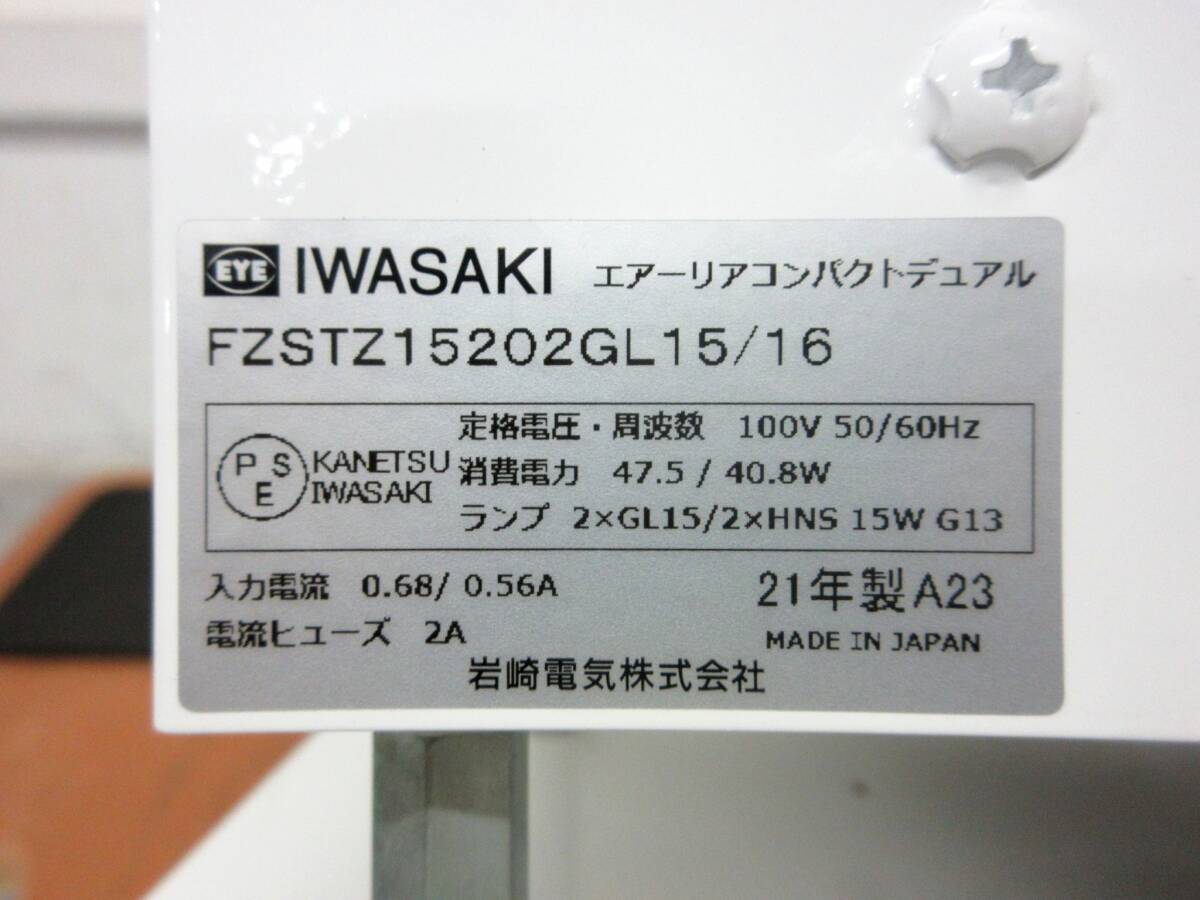 EYE IWASAKI エアーリアコンパクトデュアル
FZSTZ15202GL15/16
PSE KANETSU IWASAKI
定格電圧・周波数 100V 50/60Hz
消費電力 47.5 / 40.8W
ランプ 2×GL15/2×HNS 15W G13
入力電流 0.68/ 0.56A
電流ヒューズ 2A
21年製 A23
MADE IN JAPAN
岩崎電気株式会社